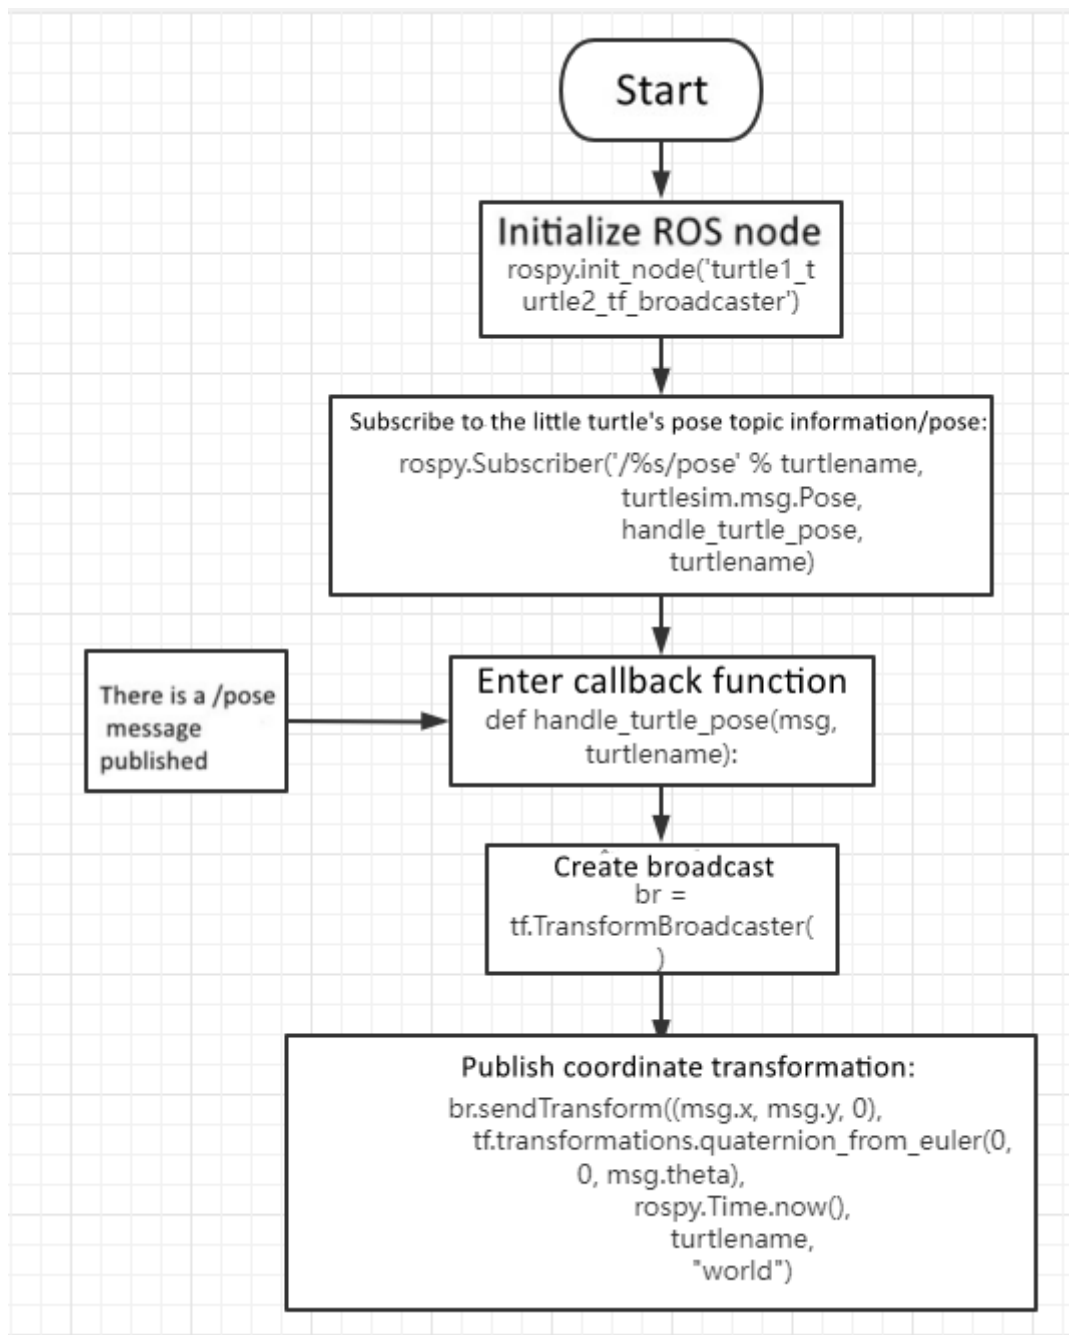 Start
Initialize ROS node
rospy.init_node('turtle1_t
urtle2_tf_broadcaster')
Subscribe to the little turtle's pose topic information/pose:
rospy.Subscriber('/%s/pose' % turtlename,
turtlesim.msg.Pose,
handle_turtle_pose,
turtlename)
There is a /pose
message
published
Enter callback function
def handle_turtle_pose(msg,
turtlename):
Create broadcast
br =
tf.TransformBroadcaster(
)
Publish coordinate transformation:
br.sendTransform((msg.x, msg.y, 0),
tf.transformations.quaternion_from_euler(0,
0, msg.theta),
rospy.Time.now(),
turtlename,
"world")